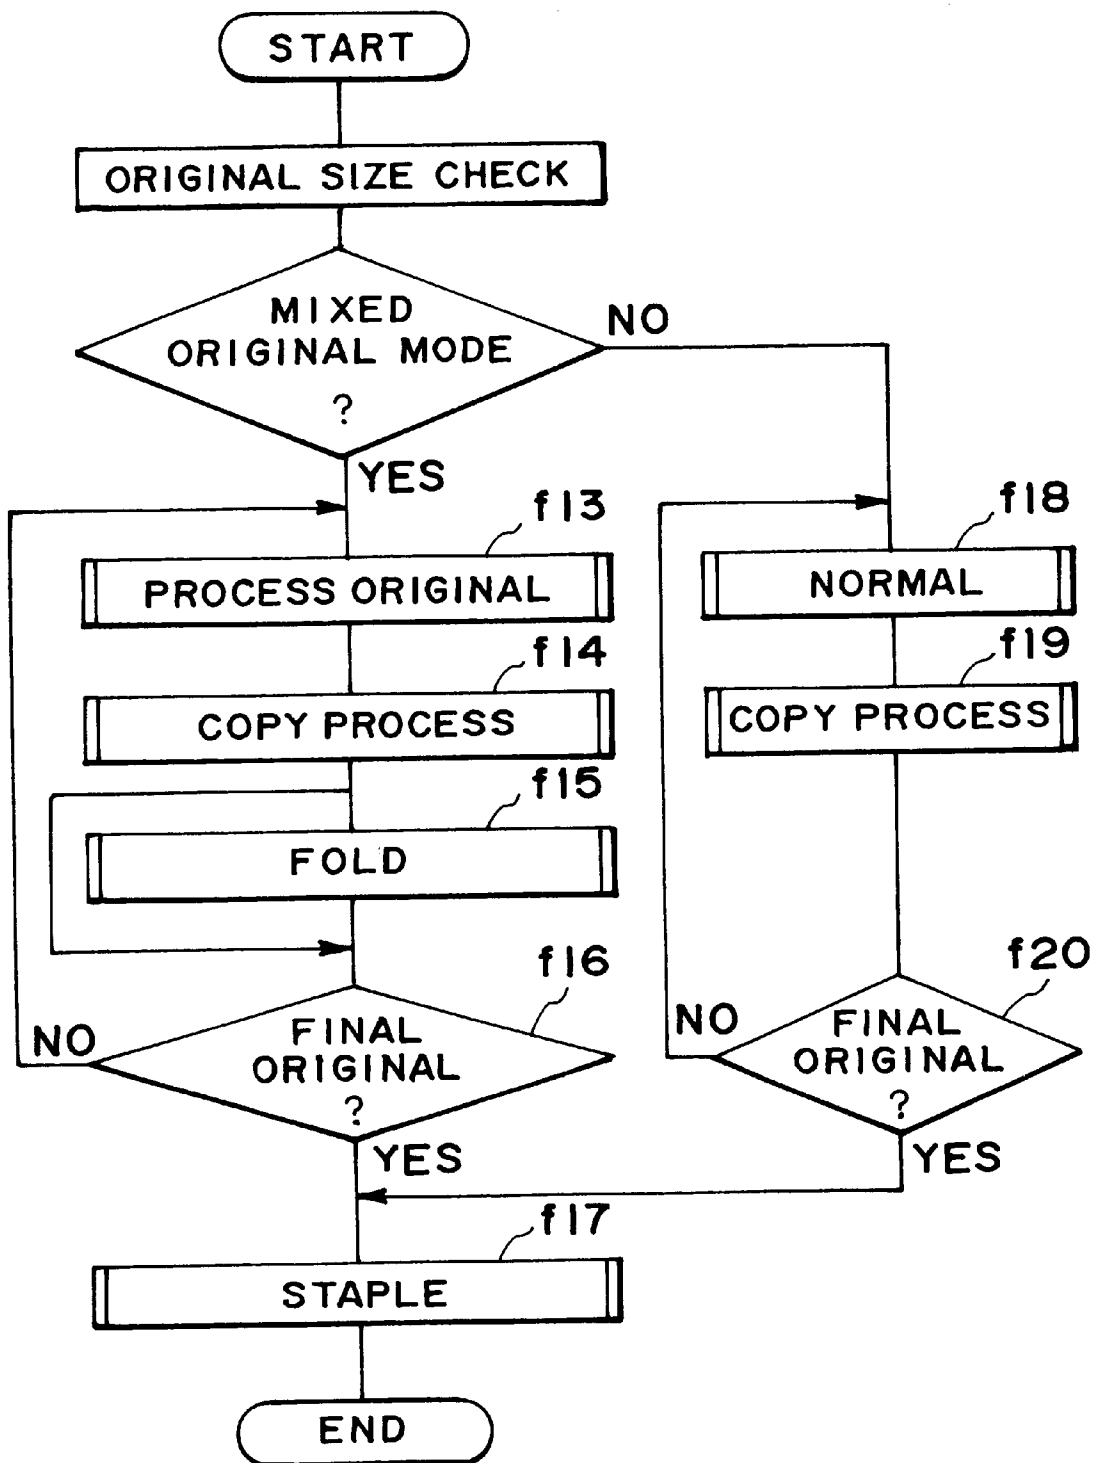 START
ORIGINAL SIZE CHECK
MIXED
ORIGINAL MODE
?
NO
YES
f13
PROCESS ORIGINAL
f14
COPY PROCESS
f15
FOLD
f16
FINAL
ORIGINAL
?
NO
YES
f18
NORMAL
f19
COPY PROCESS
f20
FINAL
ORIGINAL
?
NO
YES
f17
STAPLE
END